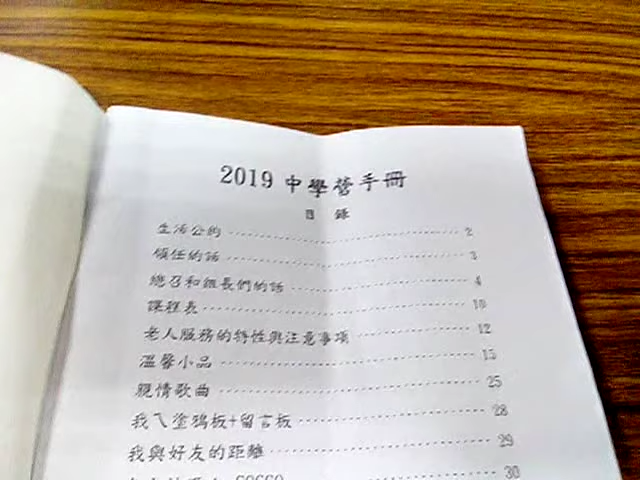 2019 中學營手冊
目 錄
生活公約 2
領任的話 3
總召和組長們的話 4
課程表 10
老人服務的特性與注意事項 12
溫馨小品 15
親情歌曲 25
我ㄟ塗鴉板+留言板 28
我與好友的距離 29
30